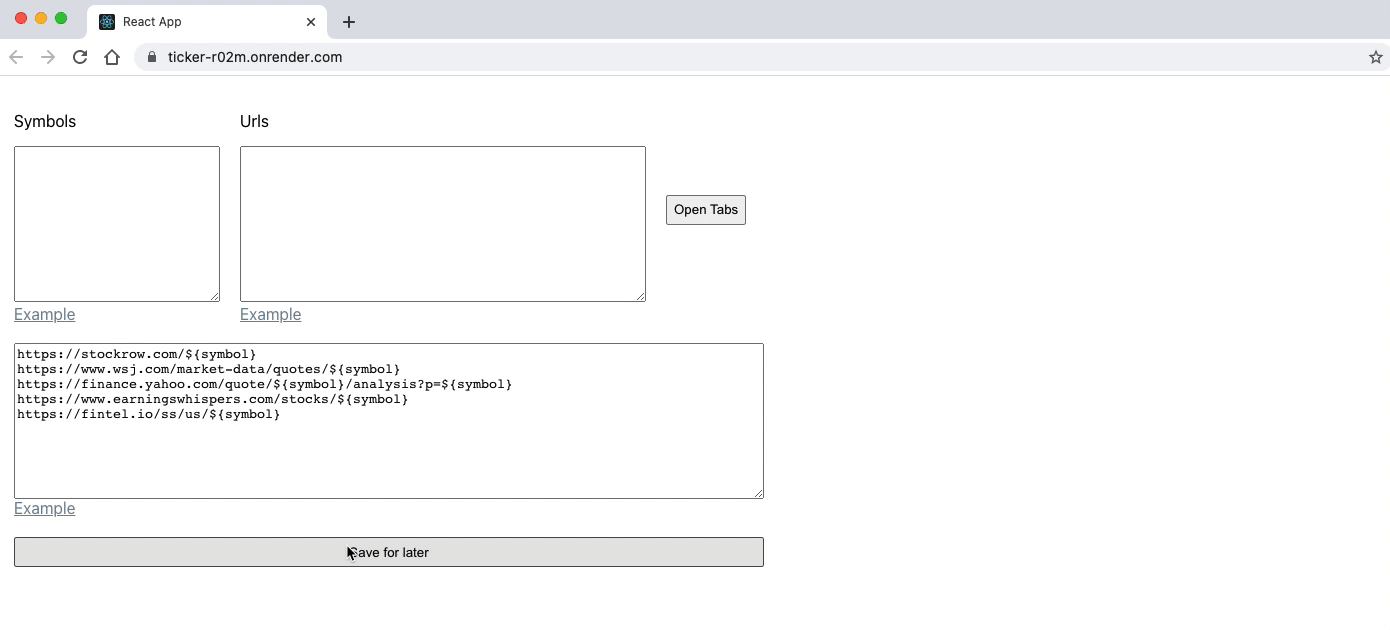 React App
ticker-r02m.onrender.com
Symbols
Urls
Open Tabs
Example
Example
https://stockrow.com/${symbol}
https://www.wsj.com/market-data/quotes/${symbol}
https://finance.yahoo.com/quote/${symbol}/analysis?p=${symbol}
https://www.earningswhispers.com/stocks/${symbol}
https://fintel.io/ss/us/${symbol}
Example
Save for later